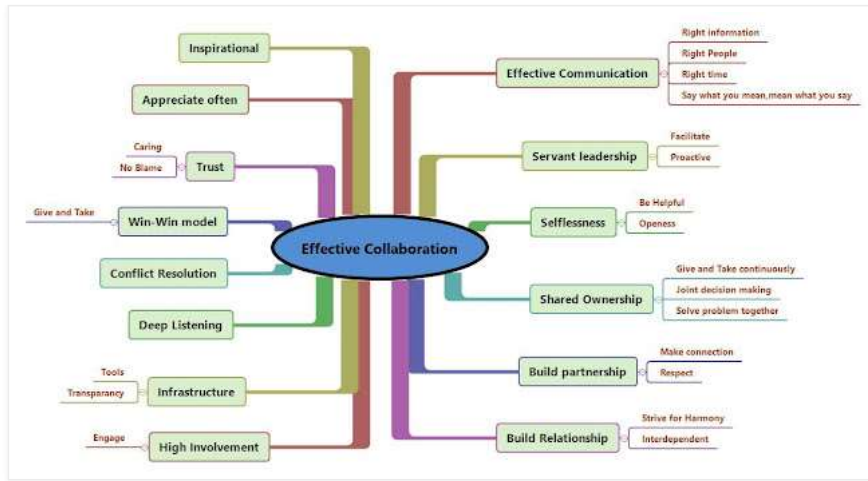 Inspirational
Appreciate often
Caring
No Blame
Trust
Give and Take
Win-Win model
Conflict Resolution
Deep Listening
Tools
Transparancy
Infrastructure
Engage
High Involvement
Effective Collaboration
Effective Communication
Right information
Right People
Right time
Say what you mean,mean what you say
Servant leadership
Facilitate
Proactive
Selflessness
Be Helpful
Openess
Shared Ownership
Give and Take continuously
Joint decision making
Solve problem together
Build partnership
Make connection
Respect
Build Relationship
Strive for Harmony
Interdependent